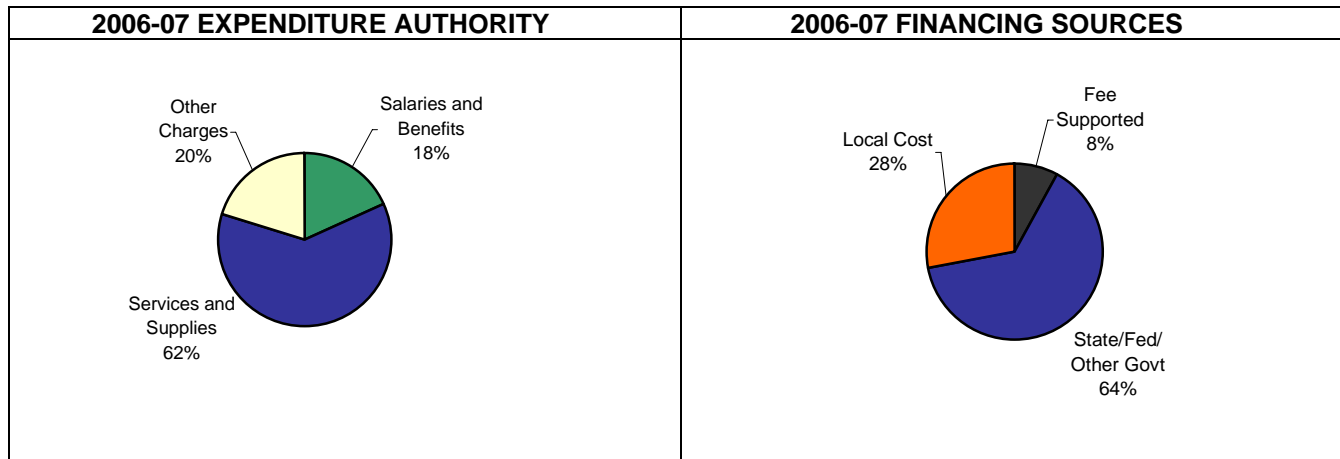 2006-07 EXPENDITURE AUTHORITY
2006-07 FINANCING SOURCES
Other
Charges
20%
Salaries and
Benefits
18%
Services and
Supplies
62%
Fee
Supported
8%
Local Cost
28%
State/Fed/
Other Govt
64%